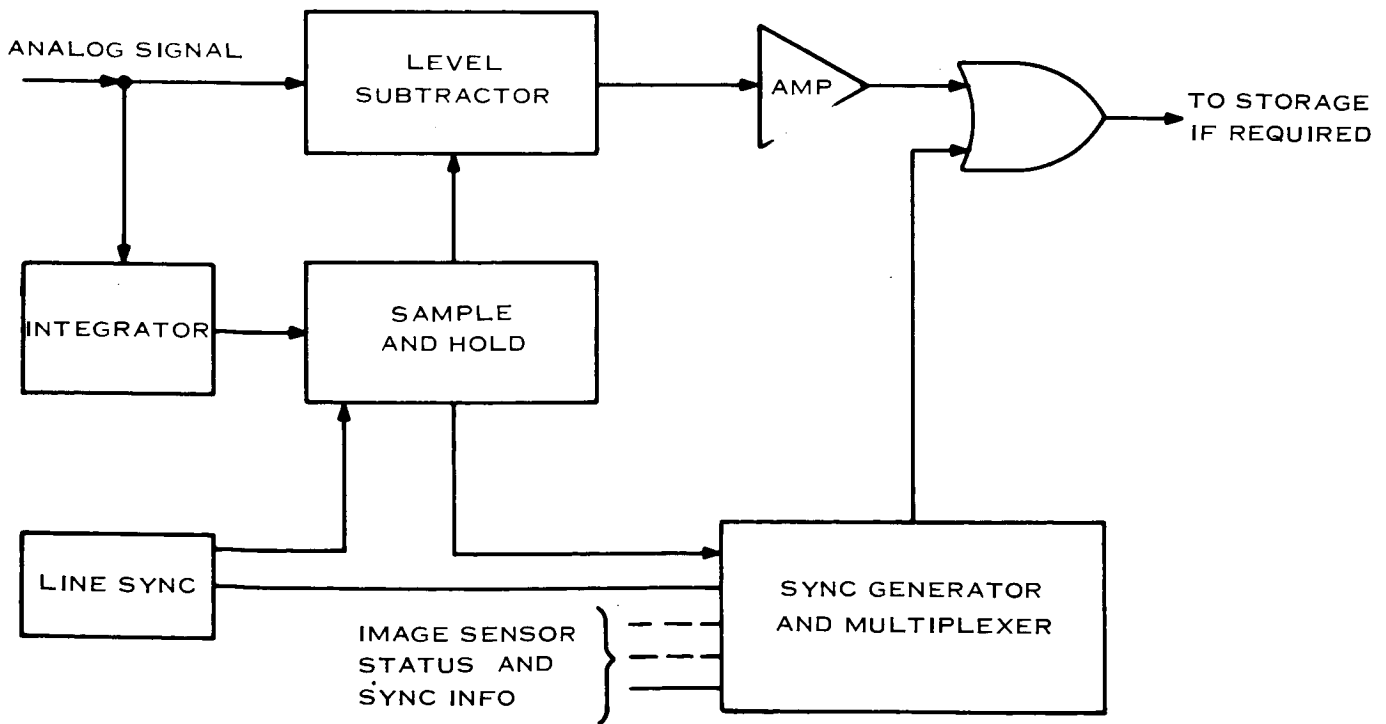 ANALOG SIGNAL
LEVEL
SUBTRACTOR
AMP
TO STORAGE
IF REQUIRED
INTEGRATOR
SAMPLE
AND HOLD
LINE SYNC
SYNC GENERATOR
AND MULTIPLEXER
IMAGE SENSOR
STATUS AND
SYNC INFO